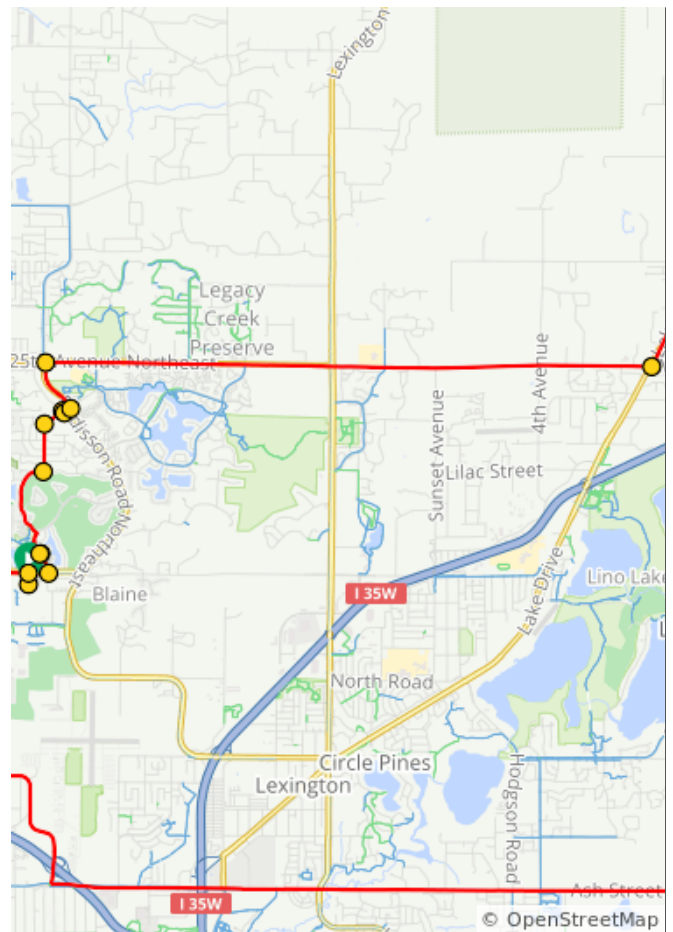 Lexington
Legacy
Creek
Preserve
25th Avenue Northeast
4th Avenue
Sunset Avenue
Lilac Street
disson Road Northeast
Lake Drive
Lino Lake
I 35W
Blaine
North Road
Circle Pines
Lexington
Hodgson Road
Ash Street
I 35W
© OpenStreetMap